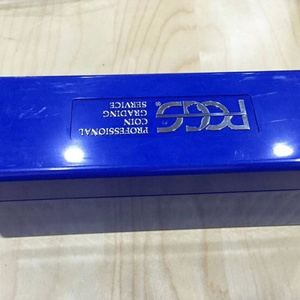 PCGS®
PROFESSIONAL
COIN
GRADING
SERVICE